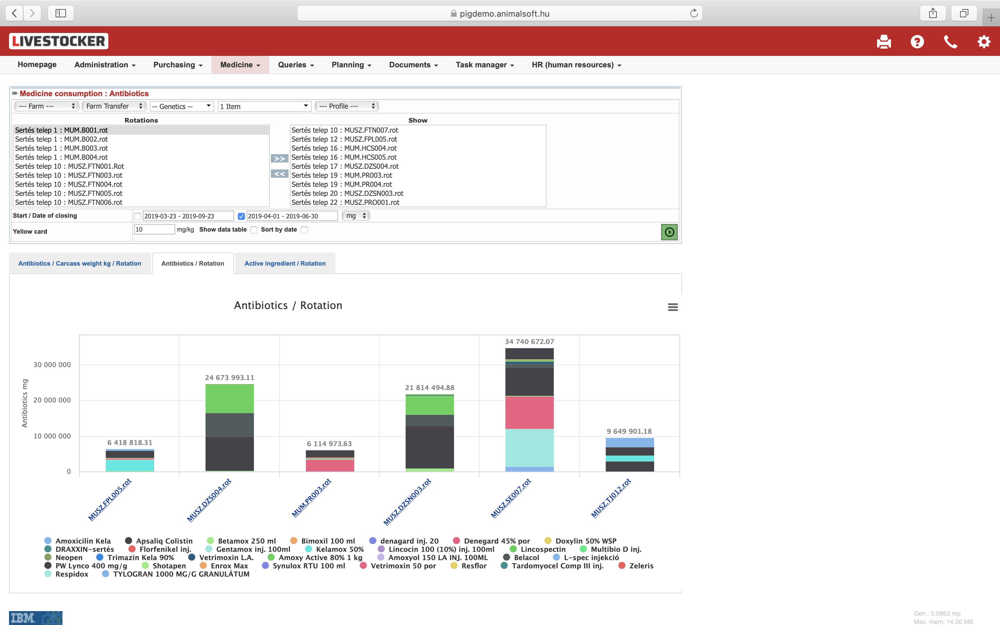 pigdemo.animalsoft.hu
LIVESTOCKER
Homepage Administration Purchasing Medicine Queries Planning Documents Task manager HR (human resources)
Medicine consumption : Antibiotics
--- Farm --- Farm Transfer -- Genetics -- 1 Item --- Profile ---
Rotations Show
Sertés telep 1 : MUM.B001.rot
Sertés telep 1 : MUM.B002.rot
Sertés telep 1 : MUM.B003.rot
Sertés telep 1 : MUM.B004.rot
Sertés telep 10 : MUSZ.FTN001.Rot
Sertés telep 10 : MUSZ.FTN003.rot
Sertés telep 10 : MUSZ.FTN004.rot
Sertés telep 10 : MUSZ.FTN005.rot
Sertés telep 10 : MUSZ.FTN006.rot
>>
<<
Sertés telep 10 : MUSZ.FTN007.rot
Sertés telep 12 : MUSZ.FPL005.rot
Sertés telep 16 : MUM.HCS004.rot
Sertés telep 16 : MUM.HCS005.rot
Sertés telep 17 : MUSZ.DZS004.rot
Sertés telep 19 : MUM.PR003.rot
Sertés telep 19 : MUM.PR004.rot
Sertés telep 20 : MUSZ.DZSN003.rot
Sertés telep 22 : MUSZ.PRO001.rot
Start / Date of closing 2019-03-23 - 2019-09-23 2019-04-01 - 2019-06-30 mg
Yellow card 10 mg/kg Show data table Sort by date
Antibiotics / Carcass weight kg / Rotation Antibiotics / Rotation Active ingredient / Rotation
Antibiotics / Rotation
Antibiotics mg
30 000 000
20 000 000
10 000 000
0
6 418 818.31
24 673 993.11
6 114 973.63
21 814 494.88
34 740 672.07
9 649 901.18
MUSZ.FPL005.rot
MUSZ.DZS004.rot
MUM.PR003.rot
MUSZ.DZSN003.rot
MUSZ.SE007.rot
MUSZ.TJ012.rot
Amoxicilin Kela Apsaliq Colistin Betamox 250 ml Bimoxil 100 ml denagard inj. 20 Denegard 45% por Doxylin 50% WSP
DRAXXIN-sertés Florfenikel inj. Gentamox inj. 100ml Kelamox 50% Lincocin 100 (10%) inj. 100ml Lincospectin Multibio D inj.
Neopen Trimazin Kela 90% Vetrimoxin L.A. Amoxy Active 80% 1 kg Amoxyol 150 LA INJ. 100ML Belacol L-spec injekció
PW Lynco 400 mg/g Shotapen Enrox Max Synulox RTU 100 ml Vetrimoxin 50 por Resflor Tardomyocel Comp III inj. Zeleris
Respidox TYLOGRAN 1000 MG/G GRANULÁTUM
IBM
Gen.: 0.0862 mp
Max. mem: 14.00 MB